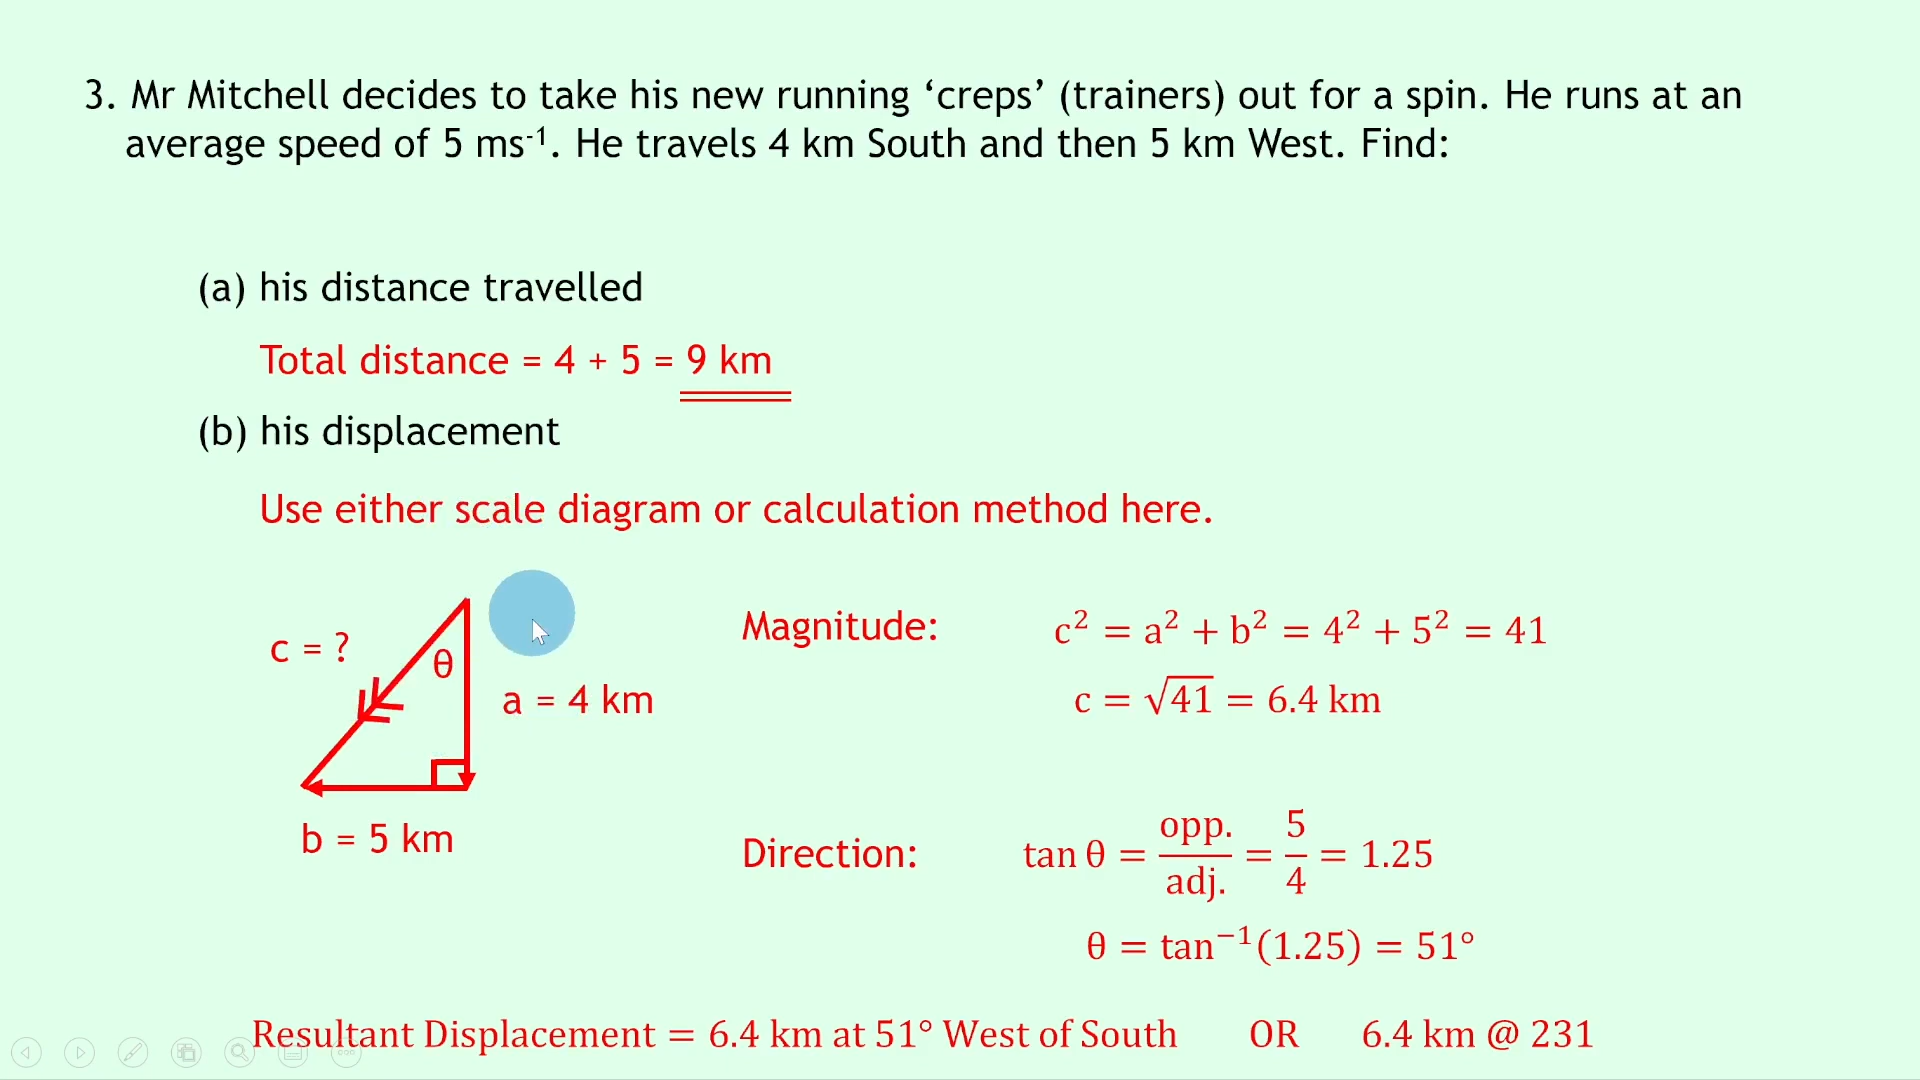 3. Mr Mitchell decides to take his new running ‘creps’ (trainers) out for a spin. He runs at an
average speed of 5 ms⁻¹. He travels 4 km South and then 5 km West. Find:
(a) his distance travelled
Total distance = 4 + 5 = 9 km
(b) his displacement
Use either scale diagram or calculation method here.
c = ?
θ
a = 4 km
b = 5 km
Magnitude: c² = a² + b² = 4² + 5² = 41
c = √41 = 6.4 km
Direction: tan θ = opp./adj. = 5/4 = 1.25
θ = tan⁻¹(1.25) = 51°
Resultant Displacement = 6.4 km at 51° West of South OR 6.4 km @ 231